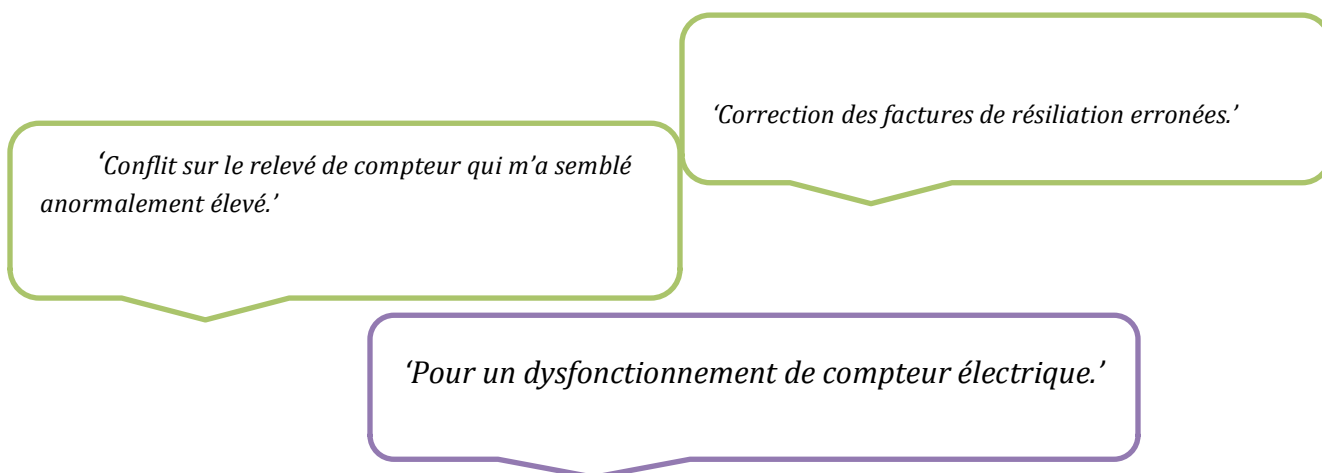 ‘Correction des factures de résiliation erronées.’
‘Conflit sur le relevé de compteur qui m’a semblé
anormalement élevé.’
‘Pour un dysfonctionnement de compteur électrique.’